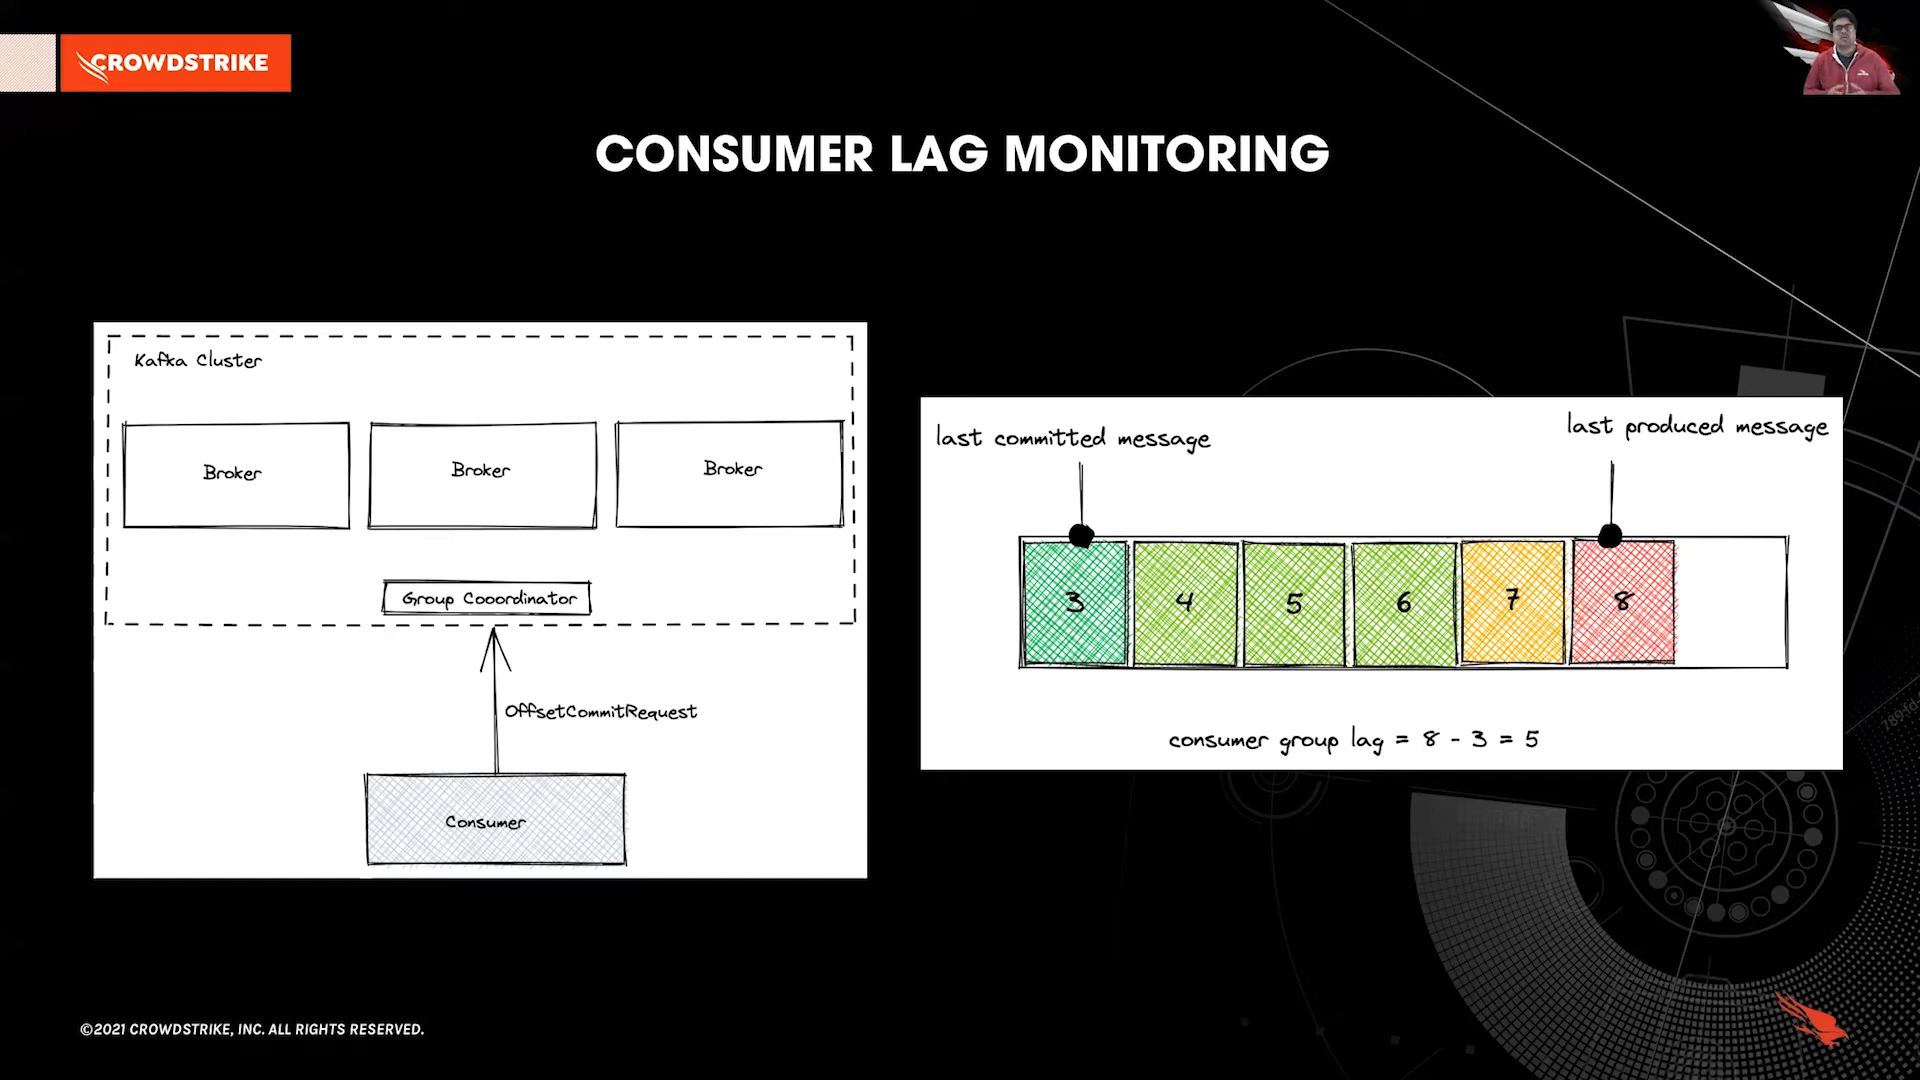 CROWDSTRIKE
CONSUMER LAG MONITORING
Kafka Cluster
Broker
Broker
Broker
Group Cooordinator
OffsetCommitRequest
Consumer
last committed message
last produced message
3
4
5
6
7
8
consumer group lag = 8 - 3 = 5
©2021 CROWDSTRIKE, INC. ALL RIGHTS RESERVED.